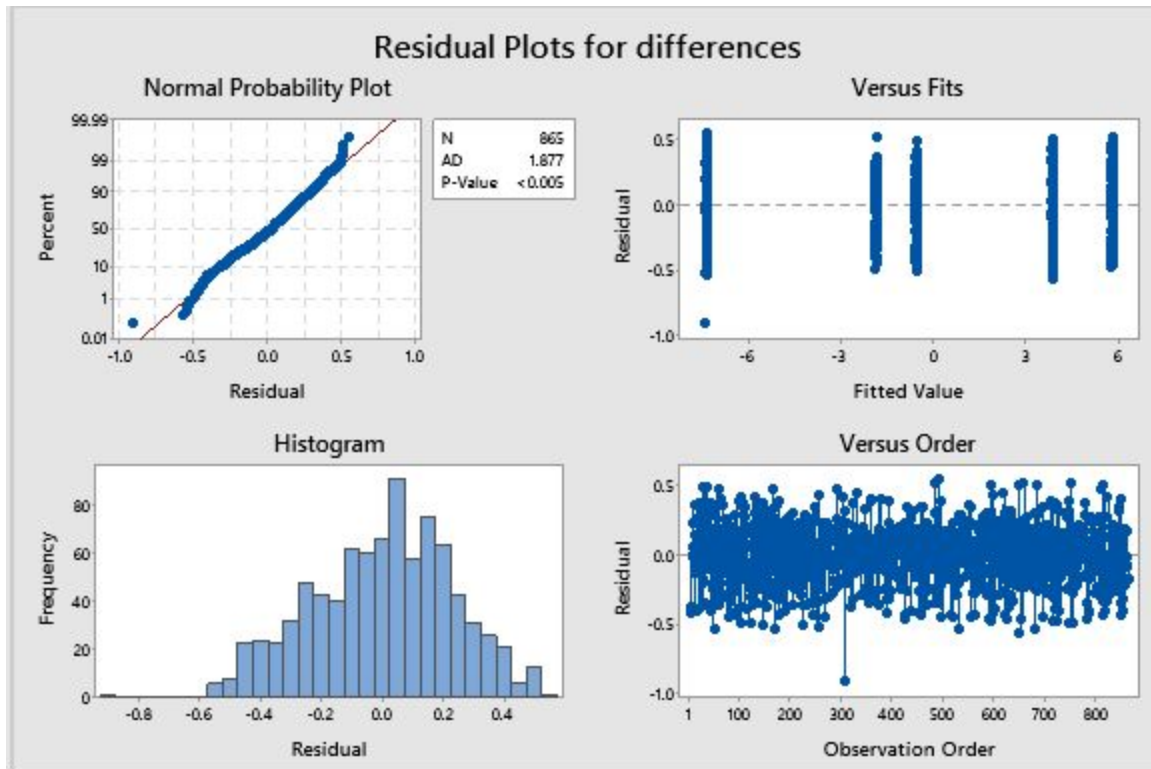 Residual Plots for differences
Normal Probability Plot
99.99
99
90
50
10
1
0.01
Percent
-1.0 -0.5 0.0 0.5 1.0
Residual
N 865
AD 1.877
P-Value <0.005
Versus Fits
0.5
0.0
-0.5
-1.0
Residual
-6 -3 0 3 6
Fitted Value
Histogram
80
60
40
20
0
Frequency
-0.8 -0.6 -0.4 -0.2 0.0 0.2 0.4
Residual
Versus Order
0.5
0.0
-0.5
-1.0
Residual
1 100 200 300 400 500 600 700 800
Observation Order